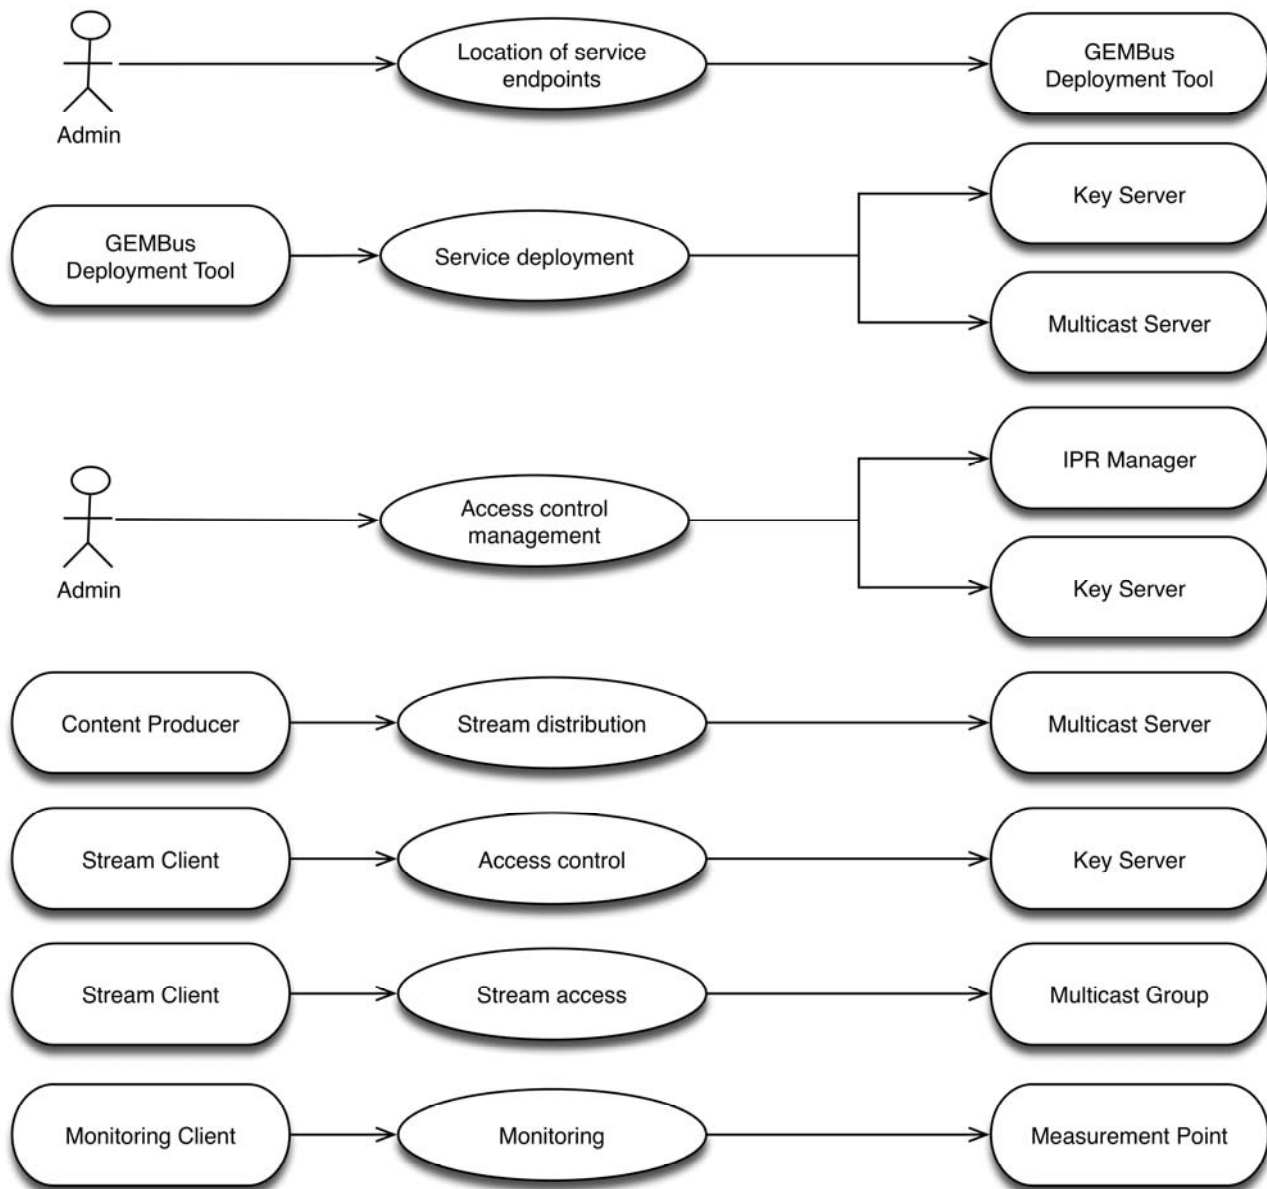 Location of service
endpoints
GEMBus
Deployment Tool
Admin
Key Server
GEMBus
Deployment Tool
Service deployment
Multicast Server
IPR Manager
Access control
management
Admin
Key Server
Content Producer
Stream distribution
Multicast Server
Stream Client
Access control
Key Server
Stream Client
Stream access
Multicast Group
Monitoring Client
Monitoring
Measurement Point